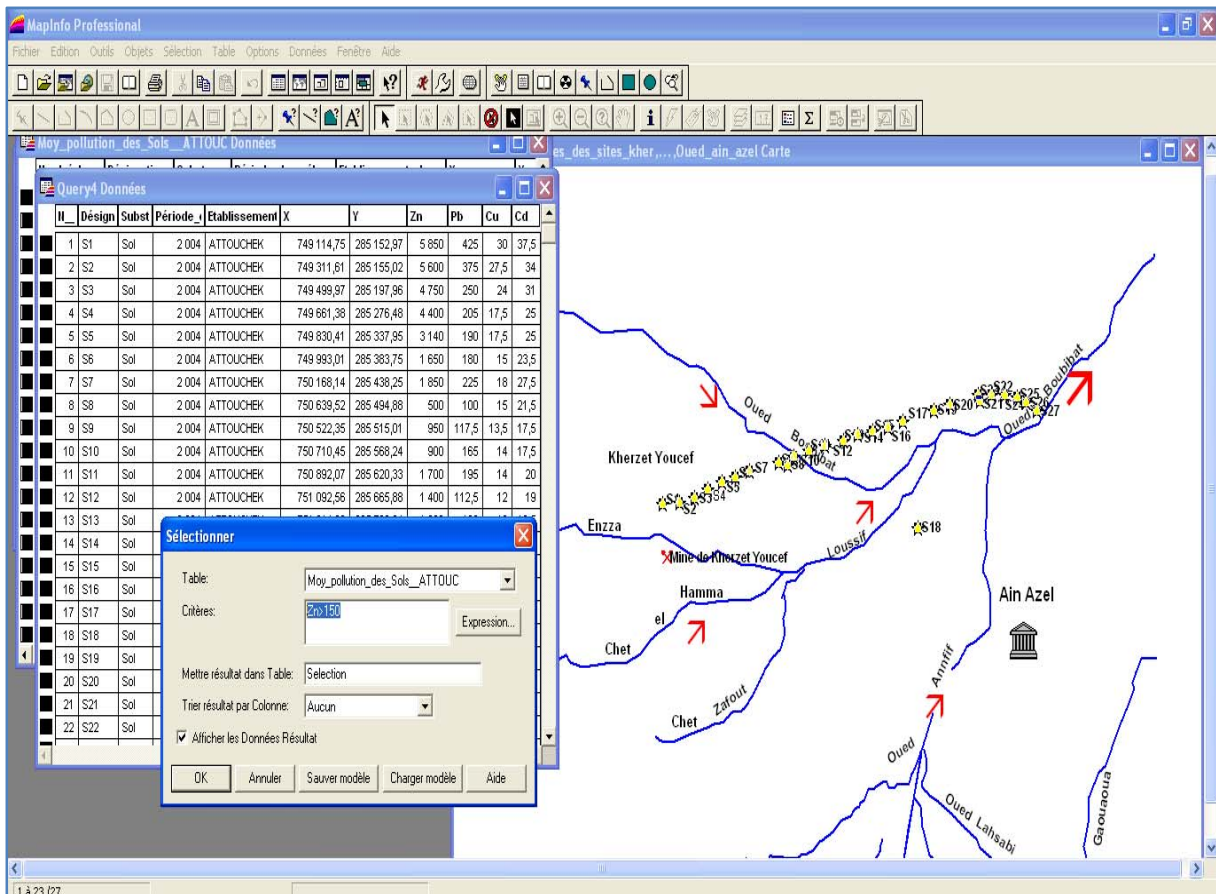 MapInfo Professional
Fichier Edition Outils Objets Sélection Table Options Données Fenêtre Aide
Moy_pollution_des_Sols__ATTOUC Données
es_des_sites_kher,...,Oued_ain_azel Carte
Query4 Données
N__ Désign Subst Période_ Etablissement X Y Zn Pb Cu Cd
1 S1 Sol 2 004 ATTOUCHEK 749 114,75 285 152,97 5 850 425 30 37,5
2 S2 Sol 2 004 ATTOUCHEK 749 311,61 285 155,02 5 600 375 27,5 34
3 S3 Sol 2 004 ATTOUCHEK 749 499,97 285 197,96 4 750 250 24 31
4 S4 Sol 2 004 ATTOUCHEK 749 661,38 285 276,48 4 400 205 17,5 25
5 S5 Sol 2 004 ATTOUCHEK 749 830,41 285 337,95 3 140 190 17,5 25
6 S6 Sol 2 004 ATTOUCHEK 749 993,01 285 383,75 1 650 180 15 23,5
7 S7 Sol 2 004 ATTOUCHEK 750 168,14 285 438,25 1 850 225 18 27,5
8 S8 Sol 2 004 ATTOUCHEK 750 639,52 285 494,88 500 100 15 21,5
9 S9 Sol 2 004 ATTOUCHEK 750 522,35 285 515,01 950 117,5 13,5 17,5
10 S10 Sol 2 004 ATTOUCHEK 750 710,45 285 568,24 900 165 14 17,5
11 S11 Sol 2 004 ATTOUCHEK 750 892,07 285 620,33 1 700 195 14 20
12 S12 Sol 2 004 ATTOUCHEK 751 092,56 285 665,88 1 400 112,5 12 19
13 S13 Sol
14 S14 Sol
15 S15 Sol
16 S16 Sol
17 S17 Sol
18 S18 Sol
19 S19 Sol
20 S20 Sol
21 S21 Sol
22 S22 Sol
Sélectionner
Table: Moy_pollution_des_Sols__ATTOUC
Critères: Zn>150
Expression...
Mettre résultat dans Table: Selection
Trier résultat par Colonne: Aucun
Afficher les Données Résultat
OK Annuler Sauver modèle Charger modèle Aide
Oued
Boubibat
S22
S25
S20
S21
S17
S27
S16
S14
S12
Kherzet Youcef
S7
S5
S4
S3
S2
S18
Enzza
Loussif
Mine de Kherzet Youcef
Hamma
el
Chet
Ain Azel
Zafout
Chet
Annfif
Oued
Oued Lahsabi
Gaouaoua
1 à 23 /27